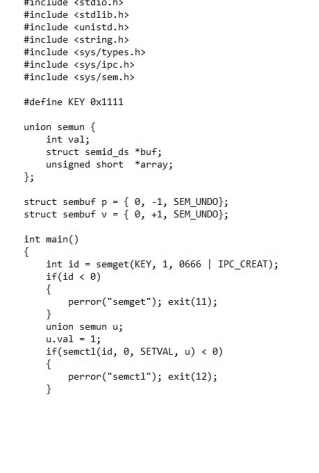 #include <stdio.h>
#include <stdlib.h>
#include <unistd.h>
#include <string.h>
#include <sys/types.h>
#include <sys/ipc.h>
#include <sys/sem.h>
#define KEY 0x1111
union semun {
    int val;
    struct semid_ds *buf;
    unsigned short  *array;
};
struct sembuf p = { 0, -1, SEM_UNDO};
struct sembuf v = { 0, +1, SEM_UNDO};
int main()
{
    int id = semget(KEY, 1, 0666 | IPC_CREAT);
    if(id < 0)
    {
        perror("semget"); exit(11);
    }
    union semun u;
    u.val = 1;
    if(semctl(id, 0, SETVAL, u) < 0)
    {
        perror("semctl"); exit(12);
    }